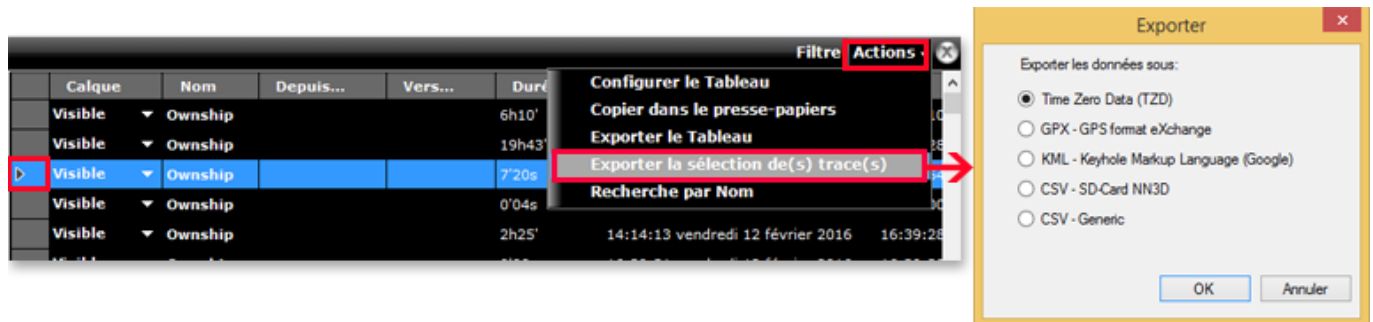 Filtre Actions
Calque Nom Depuis... Vers...
Visible Ownship 6h10'
Visible Ownship 19h43'
Visible Ownship 7'20s
Visible Ownship 0'04s
Visible Ownship 2h25' 14:14:13 vendredi 12 février 2016 16:39:28
Configurer le Tableau
Copier dans le presse-papiers
Exporter le Tableau
Exporter la sélection de(s) trace(s)
Recherche par Nom
Exporter
Exporter les données sous:
Time Zero Data (TZD)
GPX - GPS format eXchange
KML - Keyhole Markup Language (Google)
CSV - SD-Card NN3D
CSV - Generic
OK Annuler